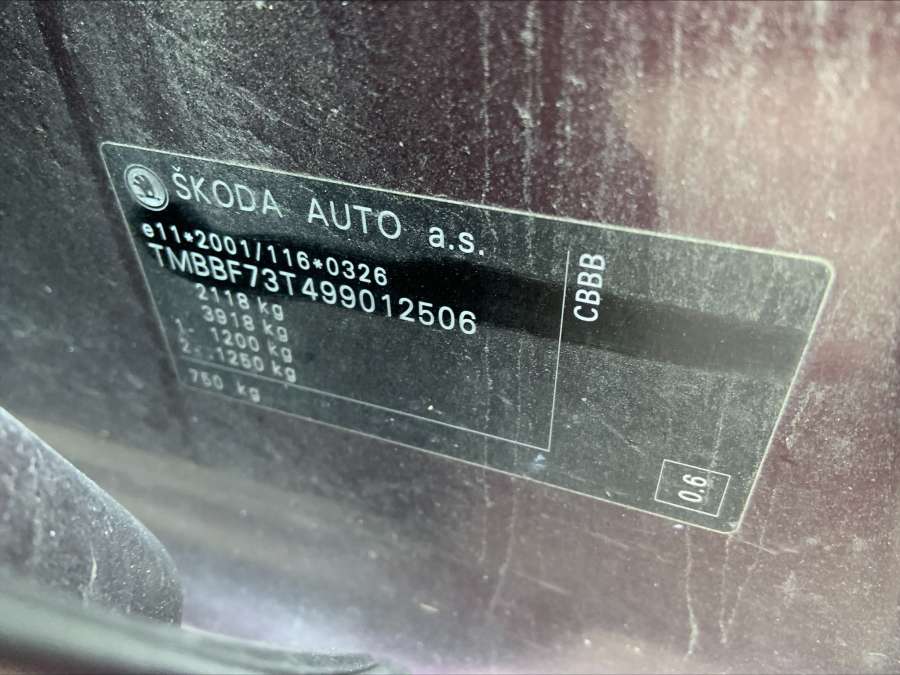 ŠKODA AUTO a.s.
e11*2001/116*0326
TMBBF73T499012506
2118 kg
3918 kg
1. 1200 kg
2. 1250 kg
750 kg
CBBB
0.6